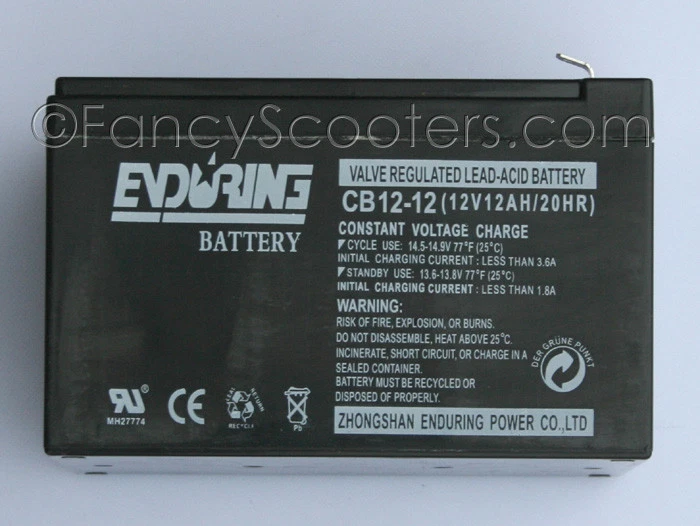 ©FancyScooters.com
ENDURING
BATTERY
VALVE REGULATED LEAD-ACID BATTERY
CB12-12 (12V12AH/20HR)
CONSTANT VOLTAGE CHARGE
CYCLE USE: 14.5-14.9V 77°F (25°C)
INITIAL CHARGING CURRENT: LESS THAN 3.6A
STANDBY USE: 13.6-13.8V 77°F (25°C)
INITIAL CHARGING CURRENT: LESS THAN 1.8A
WARNING:
RISK OF FIRE, EXPLOSION, OR BURNS.
DO NOT DISASSEMBLE, HEAT ABOVE 25°C.
INCINERATE, SHORT CIRCUIT, OR CHARGE IN A
SEALED CONTAINER.
BATTERY MUST BE RECYCLED OR
DISPOSED OF PROPERLY.
ZHONGSHAN ENDURING POWER CO.,LTD
DER GRÜNE PUNKT
MH27774
CE
RECYCLE
Pb